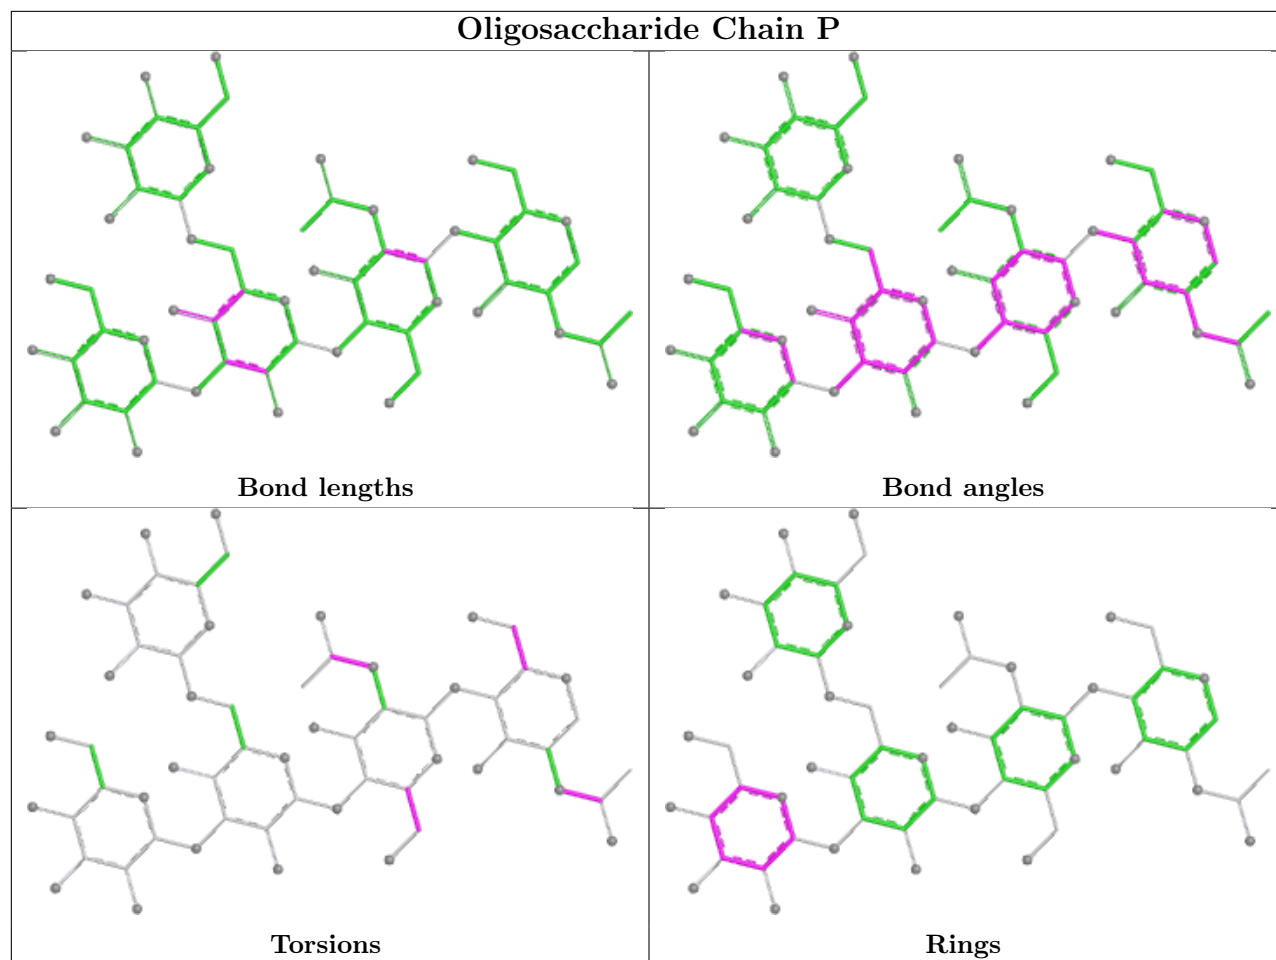 Oligosaccharide Chain P
Bond lengths
Bond angles
Torsions
Rings